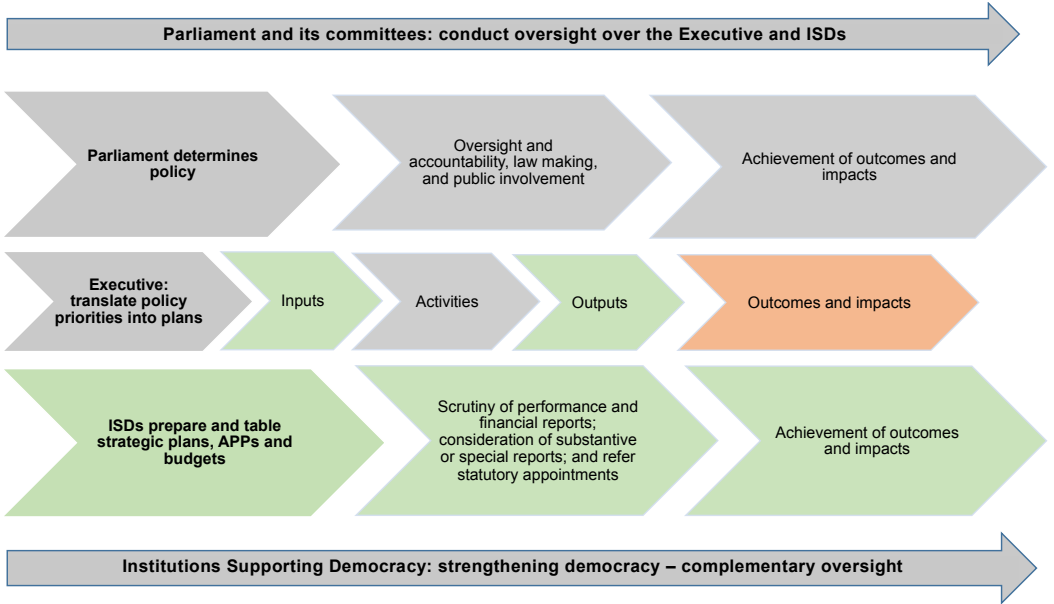 Parliament and its committees: conduct oversight over the Executive and ISDs
Parliament determines
policy
Oversight and
accountability, law making,
and public involvement
Achievement of outcomes and
impacts
Executive:
translate policy
priorities into plans
Inputs
Activities
Outputs
Outcomes and impacts
ISDs prepare and table
strategic plans, APPs and
budgets
Scrutiny of performance and
financial reports;
consideration of substantive
or special reports; and refer
statutory appointments
Achievement of outcomes
and impacts
Institutions Supporting Democracy: strengthening democracy – complementary oversight